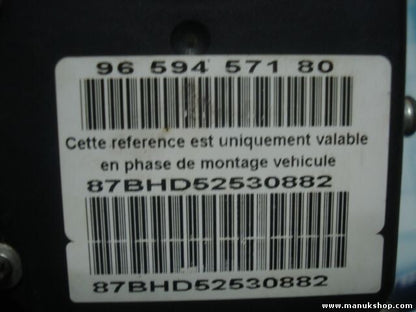 96 594 571 80
Cette reference est uniquement valable
en phase de montage vehicule
87BHD52530882
87BHD52530882
www.manukshop.com